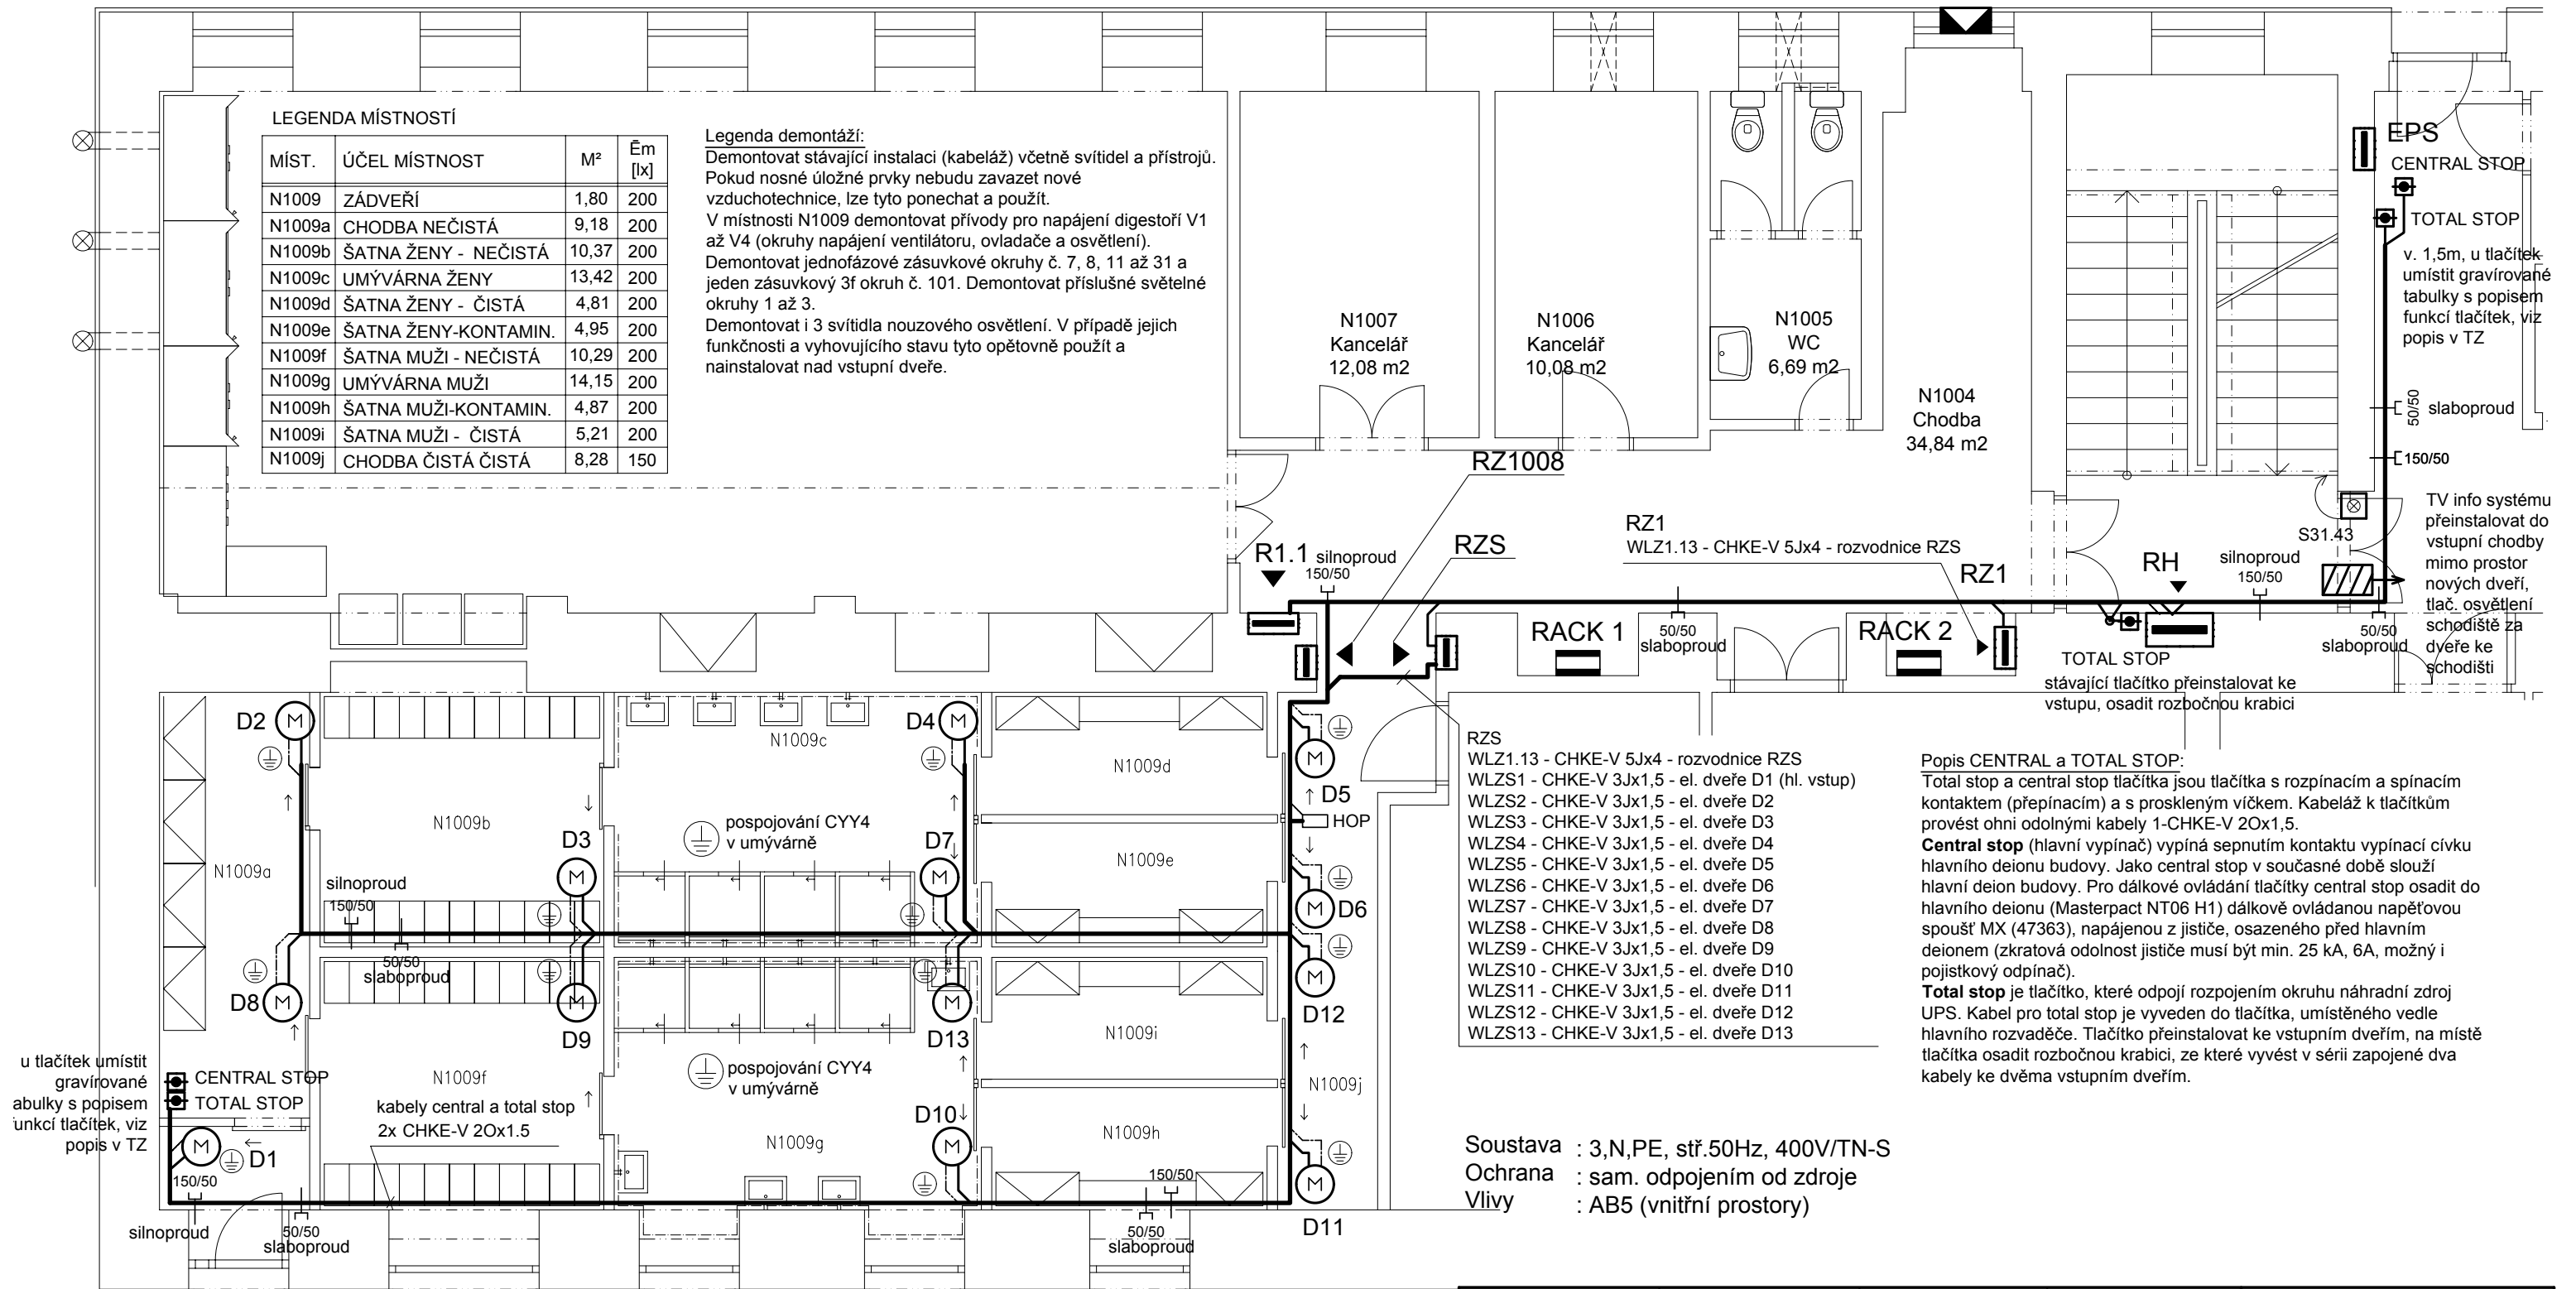 LEGENDA MÍSTNOSTÍ
MÍST. ÚČEL MÍSTNOST M² Ēm [lx]
N1009 ZÁDVEŘÍ 1,80 200
N1009a CHODBA NEČISTÁ 9,18 200
N1009b ŠATNA ŽENY - NEČISTÁ 10,37 200
N1009c UMÝVÁRNA ŽENY 13,42 200
N1009d ŠATNA ŽENY - ČISTÁ 4,81 200
N1009e ŠATNA ŽENY-KONTAMIN. 4,95 200
N1009f ŠATNA MUŽI - NEČISTÁ 10,29 200
N1009g UMÝVÁRNA MUŽI 14,15 200
N1009h ŠATNA MUŽI-KONTAMIN. 4,87 200
N1009i ŠATNA MUŽI - ČISTÁ 5,21 200
N1009j CHODBA ČISTÁ ČISTÁ 8,28 150
Legenda demontáží:
Demontovat stávající instalaci (kabeláž) včetně svítidel a přístrojů.
Pokud nosné úložné prvky nebudu zavazet nové
vzduchotechnice, lze tyto ponechat a použít.
V místnosti N1009 demontovat přívody pro napájení digestoří V1
až V4 (okruhy napájení ventilátoru, ovladače a osvětlení).
Demontovat jednofázové zásuvkové okruhy č. 7, 8, 11 až 31 a
jeden zásuvkový 3f okruh č. 101. Demontovat příslušné světelné
okruhy 1 až 3.
Demontovat i 3 svítidla nouzového osvětlení. V případě jejich
funkčnosti a vyhovujícího stavu tyto opětovně použít a
nainstalovat nad vstupní dveře.
N1007
Kancelář
12,08 m2
N1006
Kancelář
10,08 m2
N1005
WC
6,69 m2
N1004
Chodba
34,84 m2
EPS
CENTRAL STOP
TOTAL STOP
v. 1,5m, u tlačítek
umístit gravírované
tabulky s popisem
funkcí tlačítek, viz
popis v TZ
50/50
slaboproud
150/50
TV info systému
přeinstalovat do
vstupní chodby
mimo prostor
nových dveří,
tlač. osvětlení
schodiště za
dveře ke
schodišti
S31.43
RZ1008
RZS
R1.1
silnoproud
150/50
RZ1
WLZ1.13 - CHKE-V 5Jx4 - rozvodnice RZS
RZ1
RH
silnoproud
150/50
RACK 1
50/50
slaboproud
RACK 2
TOTAL STOP
stávající tlačítko přeinstalovat ke
vstupu, osadit rozbočnou krabici
50/50
slaboproud
D2
D4
N1009c
N1009d
D5
HOP
N1009b
pospojování CYY4
v umývárně
D3
D7
N1009e
N1009a
silnoproud
150/50
D6
50/50
slaboproud
D8
D9
D13
D12
N1009i
pospojování CYY4
v umývárně
N1009f
N1009j
u tlačítek umístit
gravírované
abulky s popisem
unkcí tlačítek, viz
popis v TZ
CENTRAL STOP
TOTAL STOP
kabely central a total stop
2x CHKE-V 2Ox1.5
D10
N1009g
N1009h
D1
150/50
silnoproud
50/50
slaboproud
150/50
50/50
slaboproud
D11
M
M
M
M
M
M
M
M
M
M
M
M
M
RZS
WLZ1.13 - CHKE-V 5Jx4 - rozvodnice RZS
WLZS1 - CHKE-V 3Jx1,5 - el. dveře D1 (hl. vstup)
WLZS2 - CHKE-V 3Jx1,5 - el. dveře D2
WLZS3 - CHKE-V 3Jx1,5 - el. dveře D3
WLZS4 - CHKE-V 3Jx1,5 - el. dveře D4
WLZS5 - CHKE-V 3Jx1,5 - el. dveře D5
WLZS6 - CHKE-V 3Jx1,5 - el. dveře D6
WLZS7 - CHKE-V 3Jx1,5 - el. dveře D7
WLZS8 - CHKE-V 3Jx1,5 - el. dveře D8
WLZS9 - CHKE-V 3Jx1,5 - el. dveře D9
WLZS10 - CHKE-V 3Jx1,5 - el. dveře D10
WLZS11 - CHKE-V 3Jx1,5 - el. dveře D11
WLZS12 - CHKE-V 3Jx1,5 - el. dveře D12
WLZS13 - CHKE-V 3Jx1,5 - el. dveře D13
Popis CENTRAL a TOTAL STOP:
Total stop a central stop tlačítka jsou tlačítka s rozpínacím a spínacím
kontaktem (přepínacím) a s proskleným víčkem. Kabeláž k tlačítkům
provést ohni odolnými kabely 1-CHKE-V 2Ox1,5.
Central stop (hlavní vypínač) vypíná sepnutím kontaktu vypínací cívku
hlavního deionu budovy. Jako central stop v současné době slouží
hlavní deion budovy. Pro dálkové ovládání tlačítky central stop osadit do
hlavního deionu (Masterpact NT06 H1) dálkově ovládanou napěťovou
spoušť MX (47363), napájenou z jističe, osazeného před hlavním
deionem (zkratová odolnost jističe musí být min. 25 kA, 6A, možný i
pojistkový odpínač).
Total stop je tlačítko, které odpojí rozpojením okruhu náhradní zdroj
UPS. Kabel pro total stop je vyveden do tlačítka, umístěného vedle
hlavního rozvaděče. Tlačítko přeinstalovat ke vstupním dveřím, na místě
tlačítka osadit rozbočnou krabici, ze které vyvést v sérii zapojené dva
kabely ke dvěma vstupním dveřím.
Soustava : 3,N,PE, stř.50Hz, 400V/TN-S
Ochrana : sam. odpojením od zdroje
Vlivy : AB5 (vnitřní prostory)